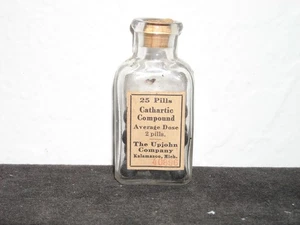 25 Pills
Cathartic
Compound
Average Dose
2 pills.
The Upjohn
Company
Kalamazoo, Mich.